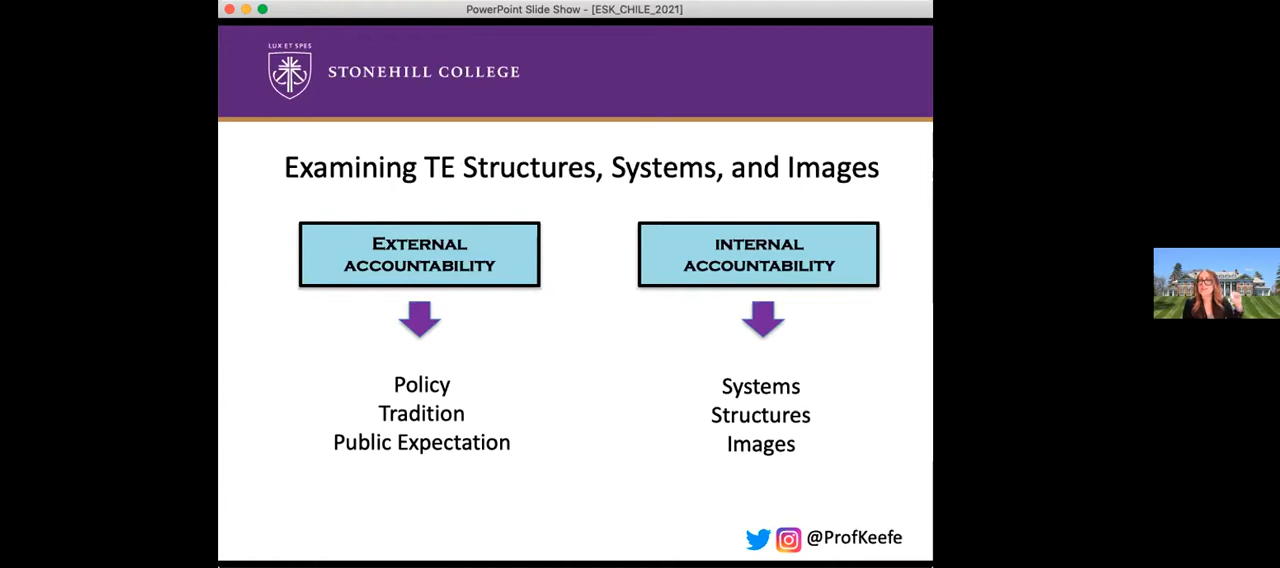 PowerPoint Slide Show - [ESK_CHILE_2021]
LUX ET SPES
STONEHILL COLLEGE
Examining TE Structures, Systems, and Images
EXTERNAL
ACCOUNTABILITY
INTERNAL
ACCOUNTABILITY
Policy
Tradition
Public Expectation
Systems
Structures
Images
@ProfKeefe